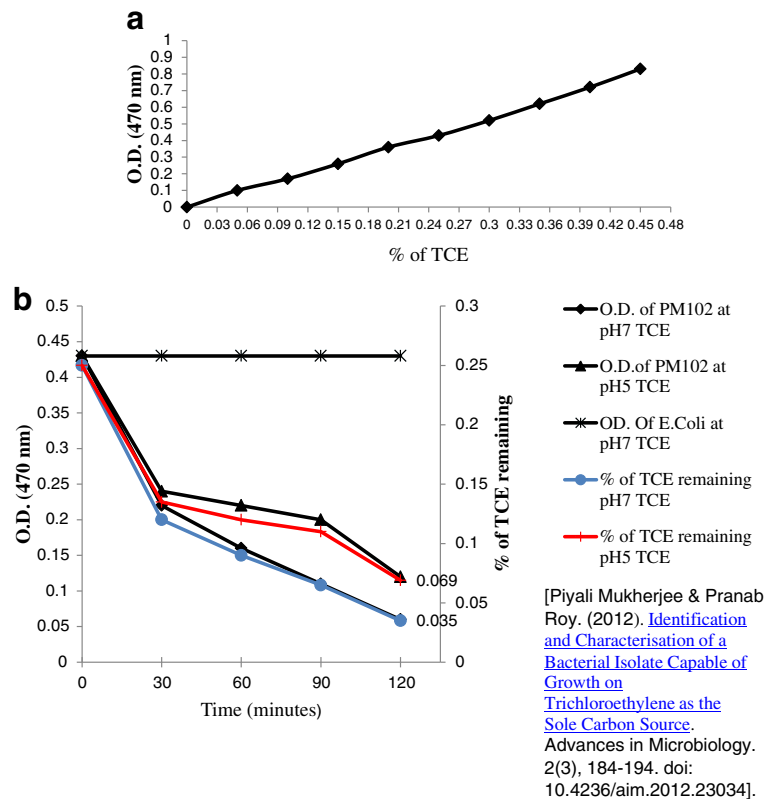 a
1
0.9
0.8
0.7
0.6
0.5
0.4
0.3
0.2
0.1
0
O.D. (470 nm)
0 0.03 0.06 0.09 0.12 0.15 0.18 0.21 0.24 0.27 0.3 0.33 0.36 0.39 0.42 0.45 0.48
% of TCE
b
0.5
0.45
0.4
0.35
0.3
0.25
0.2
0.15
0.1
0.05
0
O.D. (470 nm)
0.3
0.25
0.2
0.15
0.1
0.05
0
% of TCE remaining
0.069
0.035
0 30 60 90 120
Time (minutes)
O.D. of PM102 at
pH7 TCE
O.D.of PM102 at
pH5 TCE
OD. Of E.Coli at
pH7 TCE
% of TCE remaining
pH7 TCE
% of TCE remaining
pH5 TCE
[Piyali Mukherjee & Pranab
Roy. (2012). Identification
and Characterisation of a
Bacterial Isolate Capable of
Growth on
Trichloroethylene as the
Sole Carbon Source.
Advances in Microbiology.
2(3), 184-194. doi:
10.4236/aim.2012.23034].